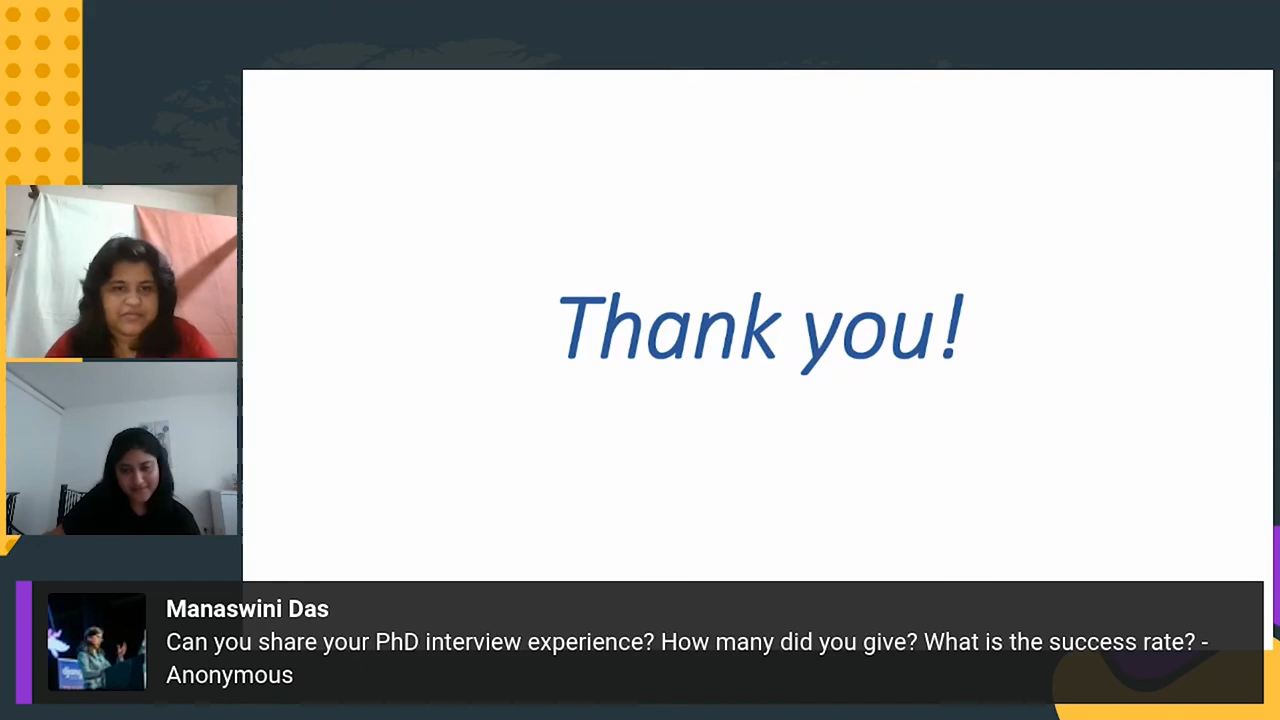 Thank you!
Manaswini Das
Can you share your PhD interview experience? How many did you give? What is the success rate? -
Anonymous